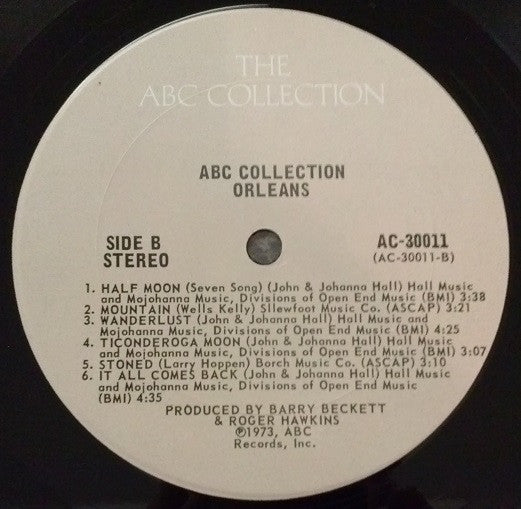 THE
ABC COLLECTION
ABC COLLECTION
ORLEANS
SIDE B
STEREO
AC-30011
(AC-30011-B)
1. HALF MOON (Seven Song) (John & Johanna Hall) Hall Music
and Mojohanna Music, Divisions of Open End Music (BMI) 3:38
2. MOUNTAIN (Wells Kelly) Sllewfoot Music Co. (ASCAP) 3:21
3. WANDERLUST (John & Johanna Hall) Hall Music and
Mojohanna Music, Divisions of Open End Music (BMI) 4:25
4. TICONDEROGA MOON (John & Johanna Hall) Hall Music
and Mojohanna Music, Divisions of Open End Music (BMI) 3:07
5. STONED (Larry Hoppen) Borch Music Co. (ASCAP) 3:10
6. IT ALL COMES BACK (John & Johanna Hall) Hall Music
and Mojohanna Music, Divisions of Open End Music
(BMI) 4:35
PRODUCED BY BARRY BECKETT
& ROGER HAWKINS
℗1973, ABC
Records, Inc.